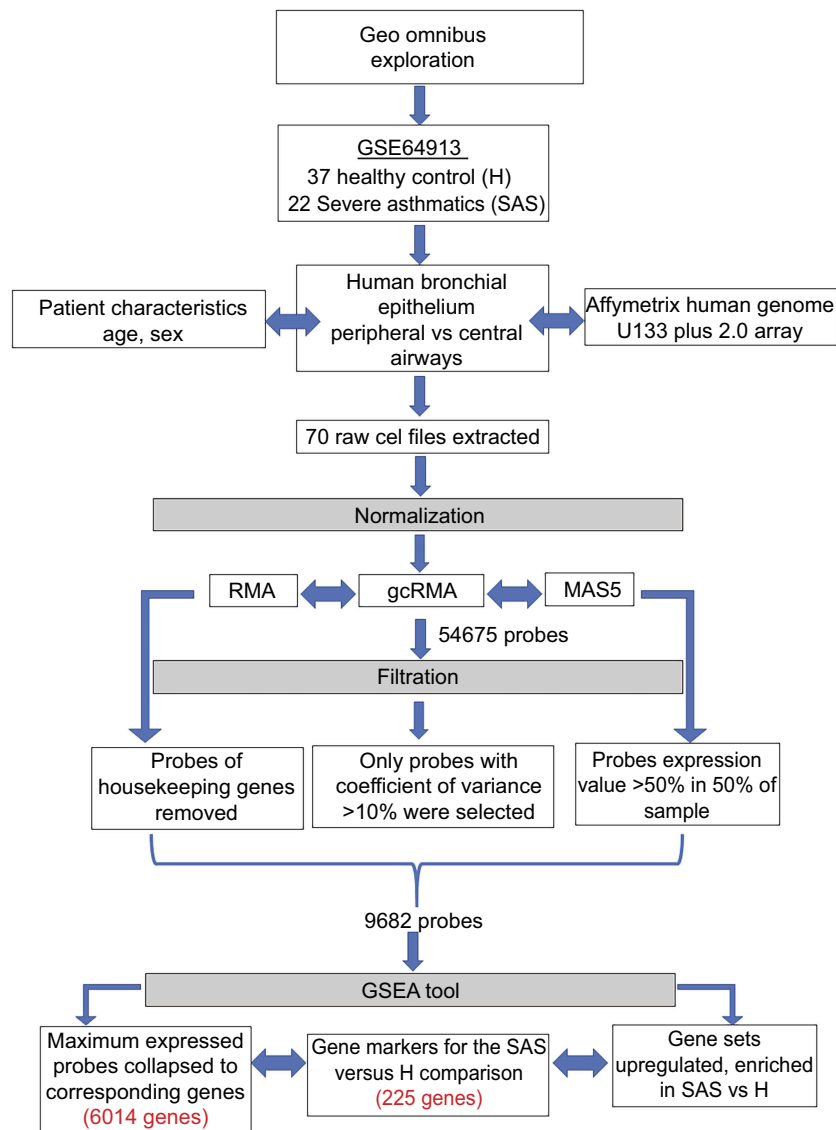 Geo omnibus
exploration
GSE64913
37 healthy control (H)
22 Severe asthmatics (SAS)
Patient characteristics
age, sex
Human bronchial
epithelium
peripheral vs central
airways
Affymetrix human genome
U133 plus 2.0 array
70 raw cel files extracted
Normalization
RMA
gcRMA
MAS5
54675 probes
Filtration
Probes of
housekeeping genes
removed
Only probes with
coefficient of variance
>10% were selected
Probes expression
value >50% in 50% of
sample
9682 probes
GSEA tool
Maximum expressed
probes collapsed to
corresponding genes
(6014 genes)
Gene markers for the SAS
versus H comparison
(225 genes)
Gene sets
upregulated, enriched
in SAS vs H